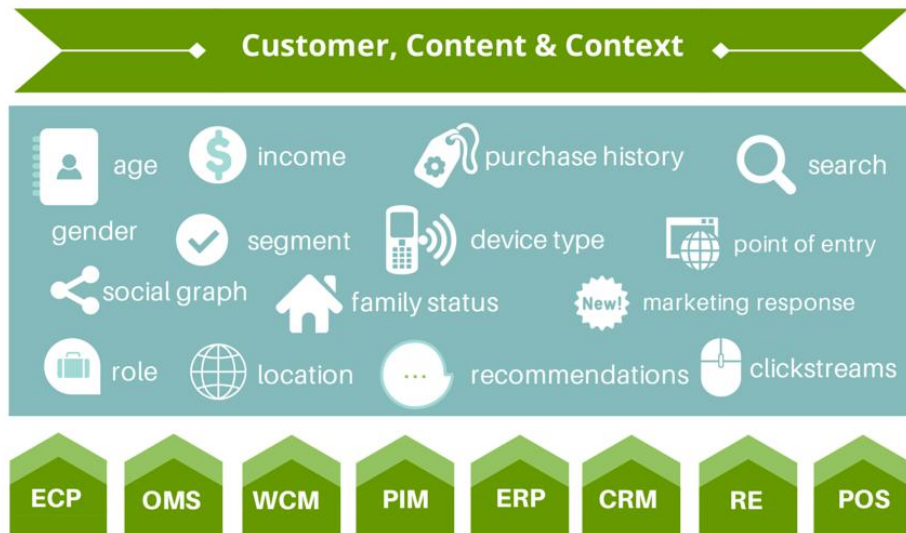 Customer, Content & Context
age
income
purchase history
search
gender
segment
device type
point of entry
social graph
family status
New!
marketing response
role
location
...
recommendations
clickstreams
ECP
OMS
WCM
PIM
ERP
CRM
RE
POS